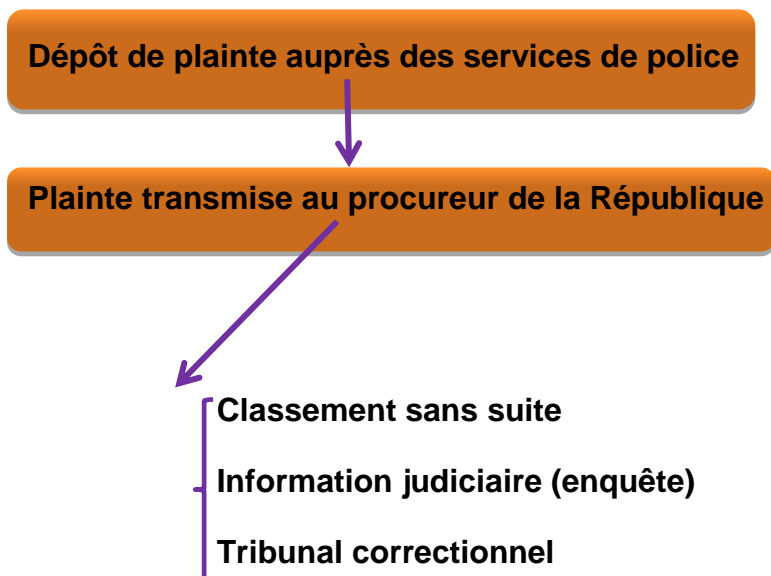 Dépôt de plainte auprès des services de police
Plainte transmise au procureur de la République
Classement sans suite
Information judiciaire (enquête)
Tribunal correctionnel